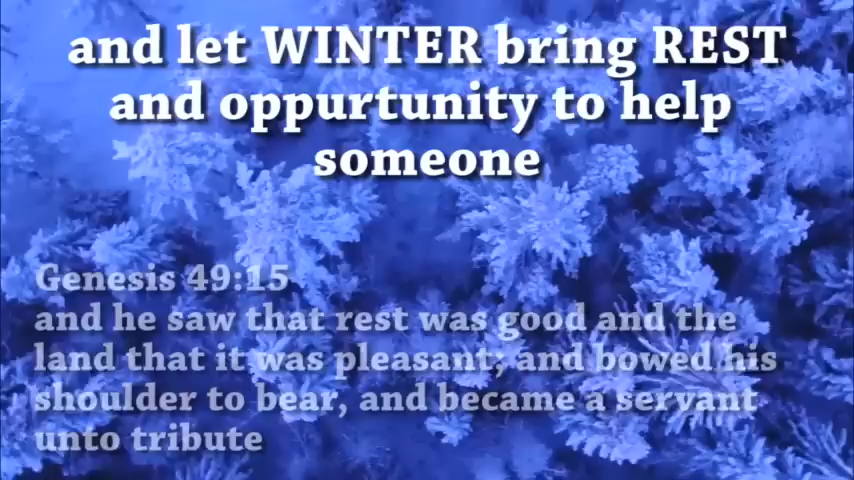 and let WINTER bring REST
and oppurtunity to help
someone
Genesis 49:15
and he saw that rest was good and the
land that it was pleasant; and bowed his
shoulder to bear, and became a servant
unto tribute